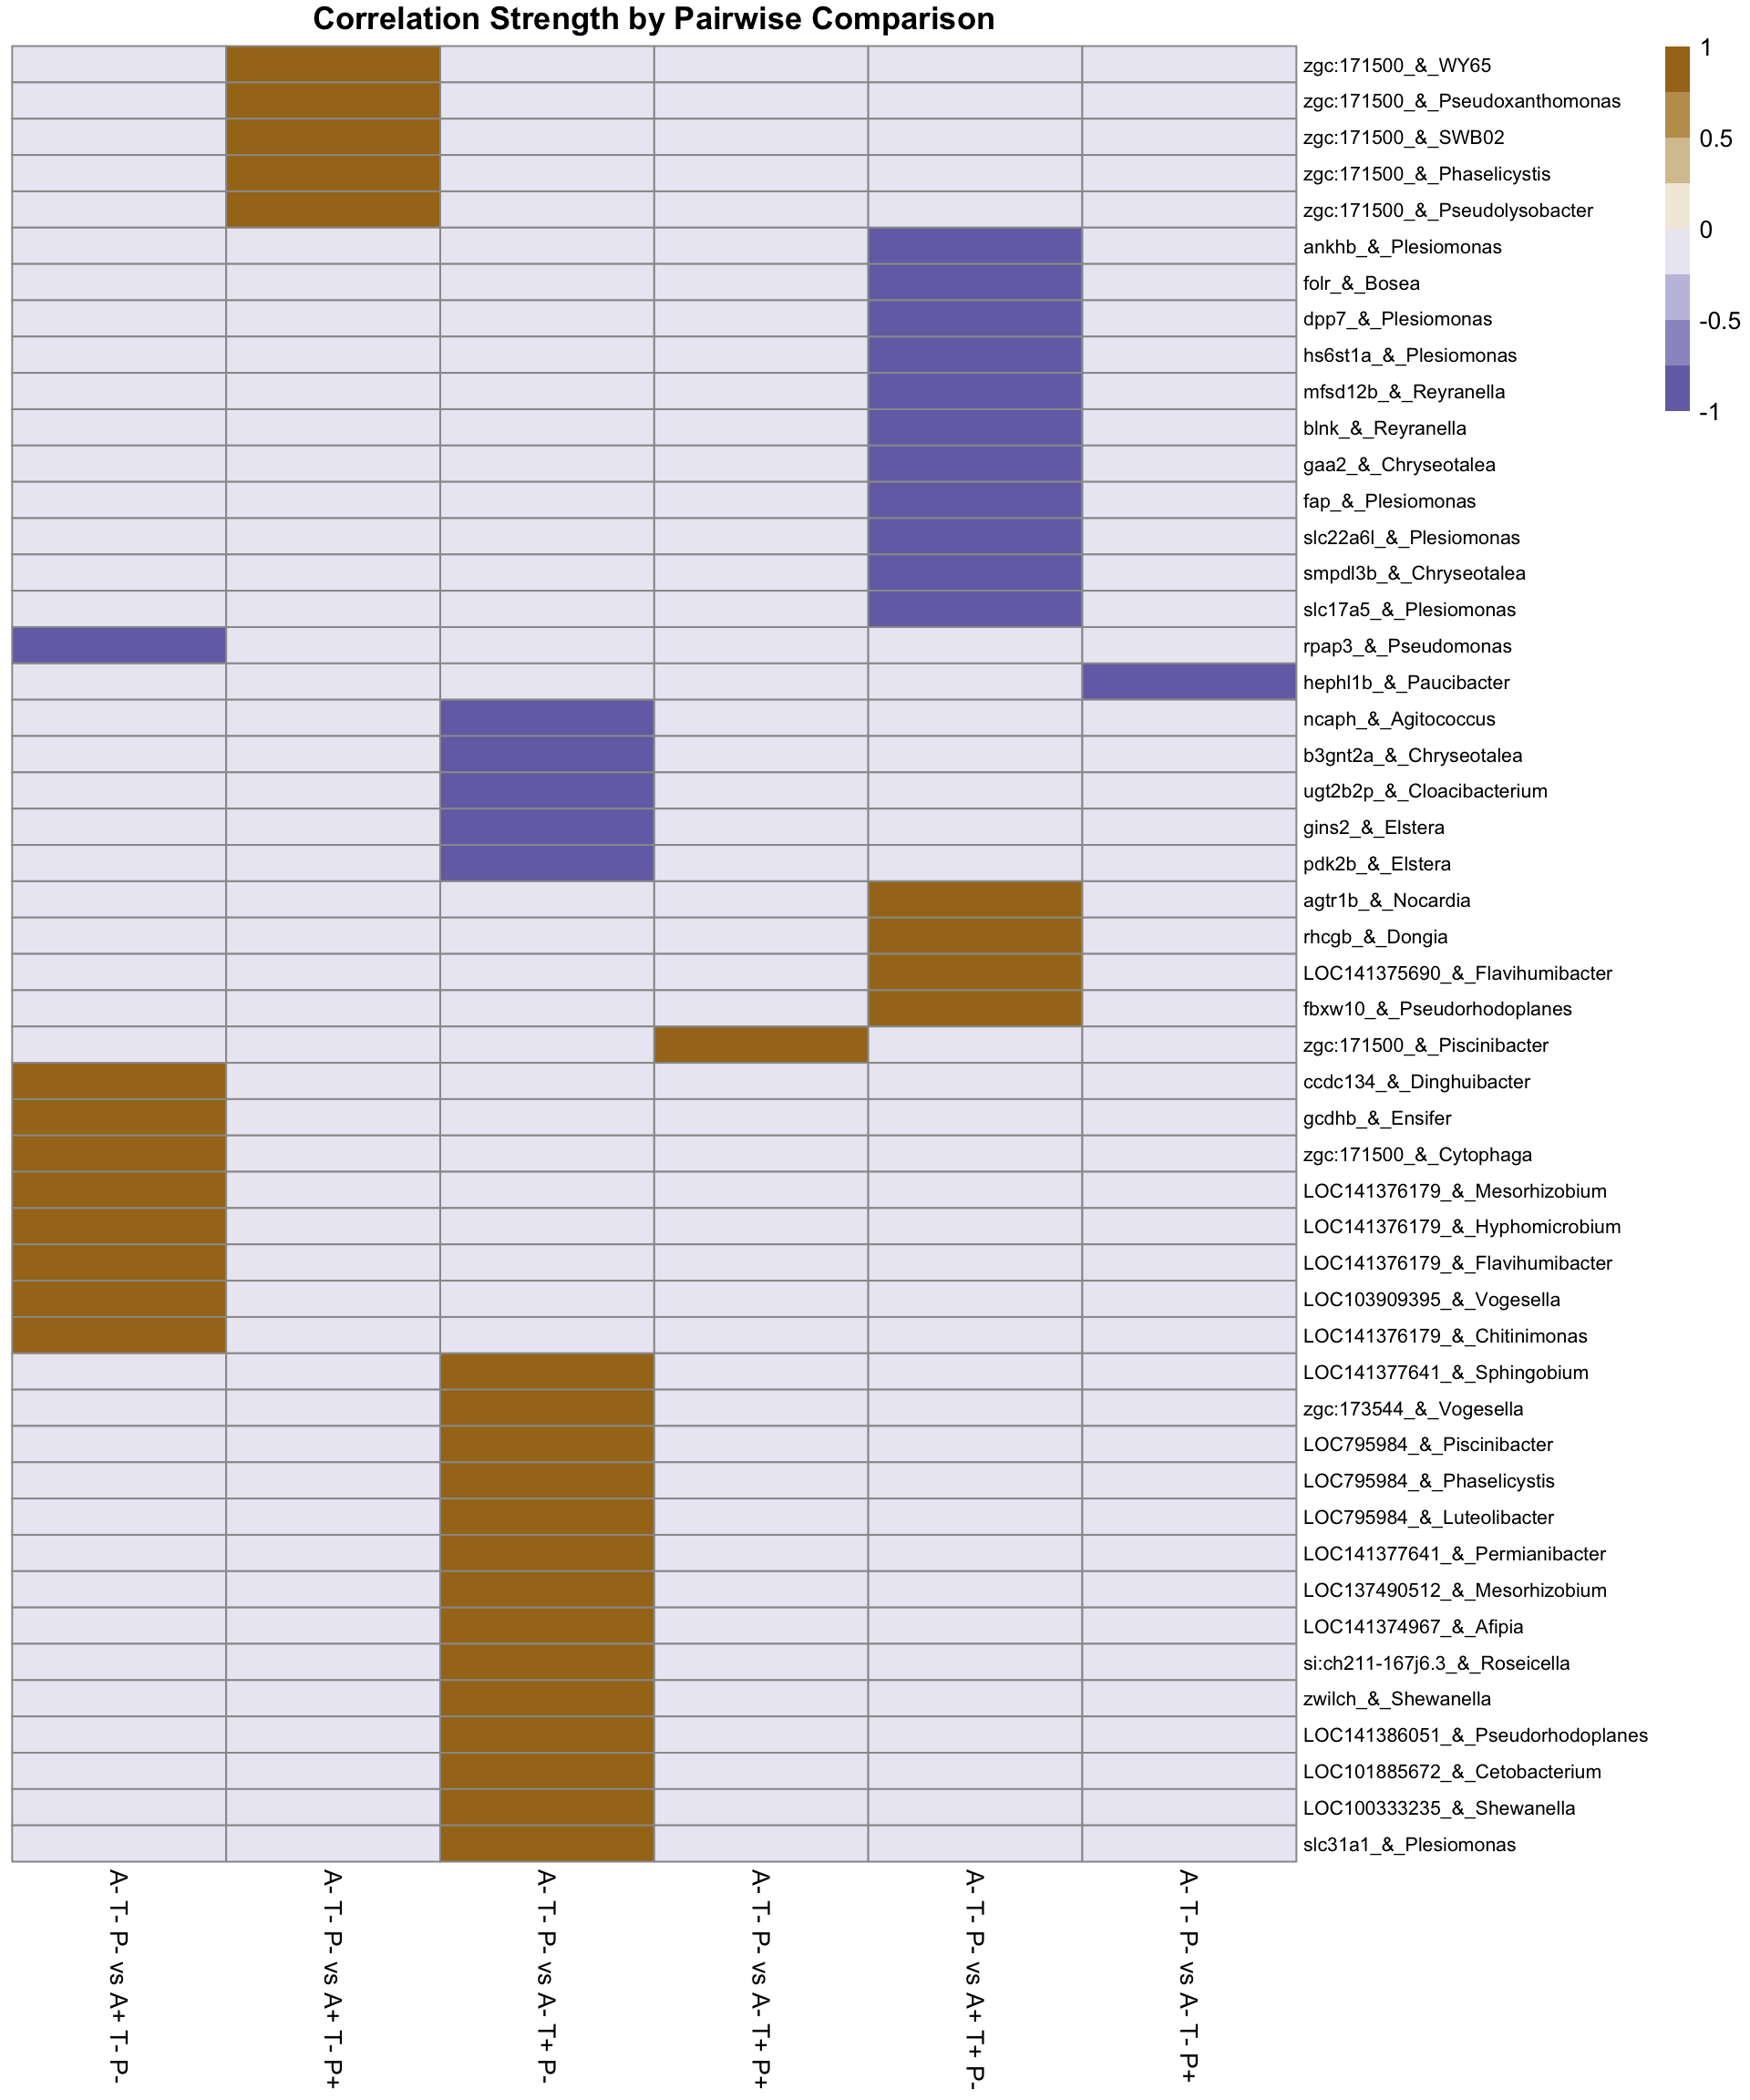 Correlation Strength by Pairwise Comparison
zgc:171500_&_WY65
zgc:171500_&_Pseudoxanthomonas
zgc:171500_&_SWB02
zgc:171500_&_Phaselicystis
zgc:171500_&_Pseudolysobacter
ankhb_&_Plesiomonas
folr_&_Bosea
dpp7_&_Plesiomonas
hs6st1a_&_Plesiomonas
mfsd12b_&_Reyranella
blnk_&_Reyranella
gaa2_&_Chryseotalea
fap_&_Plesiomonas
slc22a6l_&_Plesiomonas
smpdl3b_&_Chryseotalea
slc17a5_&_Plesiomonas
rpap3_&_Pseudomonas
hephl1b_&_Paucibacter
ncaph_&_Agitococcus
b3gnt2a_&_Chryseotalea
ugt2b2p_&_Cloacibacterium
gins2_&_Elstera
pdk2b_&_Elstera
agtr1b_&_Nocardia
rhcgb_&_Dongia
LOC141375690_&_Flavihumibacter
fbxw10_&_Pseudorhodoplanes
zgc:171500_&_Piscinibacter
ccdc134_&_Dinghuibacter
gcdhb_&_Ensifer
zgc:171500_&_Cytophaga
LOC141376179_&_Mesorhizobium
LOC141376179_&_Hyphomicrobium
LOC141376179_&_Flavihumibacter
LOC103909395_&_Vogesella
LOC141376179_&_Chitinimonas
LOC141377641_&_Sphingobium
zgc:173544_&_Vogesella
LOC795984_&_Piscinibacter
LOC795984_&_Phaselicystis
LOC795984_&_Luteolibacter
LOC141377641_&_Permianibacter
LOC137490512_&_Mesorhizobium
LOC141374967_&_Afipia
si:ch211-167j6.3_&_Roseicella
zwilch_&_Shewanella
LOC141386051_&_Pseudorhodoplanes
LOC101885672_&_Cetobacterium
LOC100333235_&_Shewanella
slc31a1_&_Plesiomonas
A- T- P- vs A+ T- P-
A- T- P- vs A+ T- P+
A- T- P- vs A- T+ P-
A- T- P- vs A- T+ P+
A- T- P- vs A+ T+ P-
A- T- P- vs A- T- P+
1
0.5
0
-0.5
-1